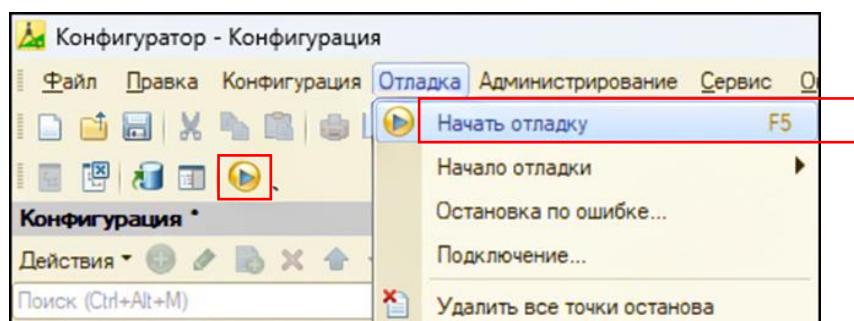 Конфигуратор - Конфигурация
Файл Правка Конфигурация Отладка Администрирование Сервис
Начать отладку F5
Начало отладки
Конфигурация *
Остановка по ошибке...
Действия
Подключение...
Поиск (Ctrl+Alt+M)
Удалить все точки останова